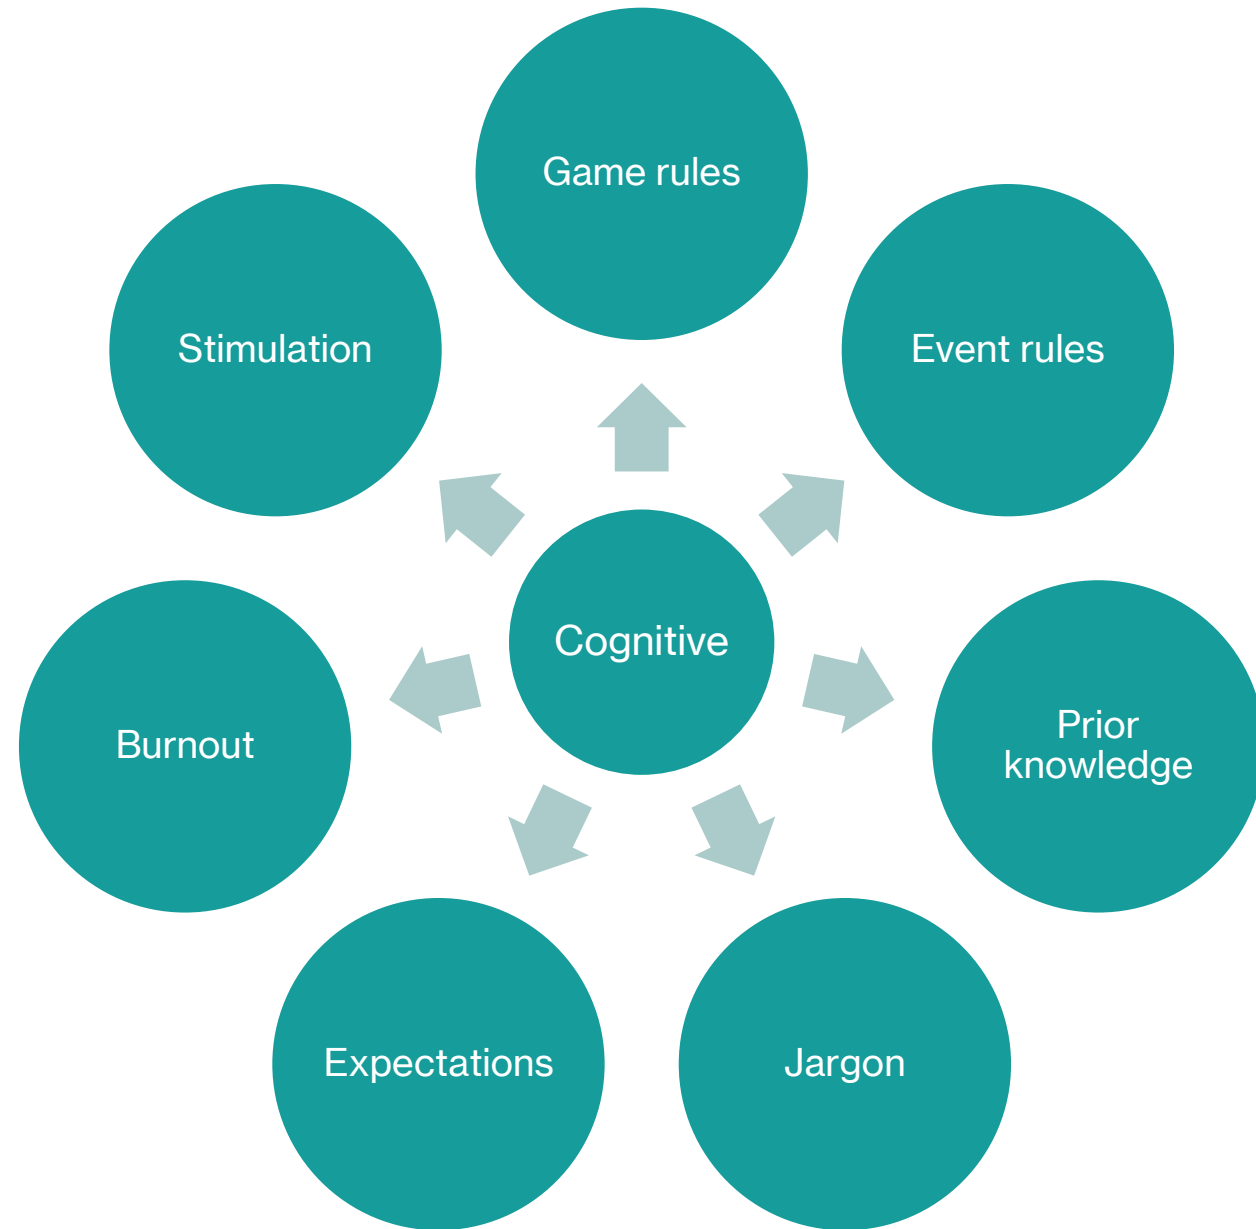 Game rules
Stimulation
Event rules
Cognitive
Prior
knowledge
Burnout
Expectations
Jargon